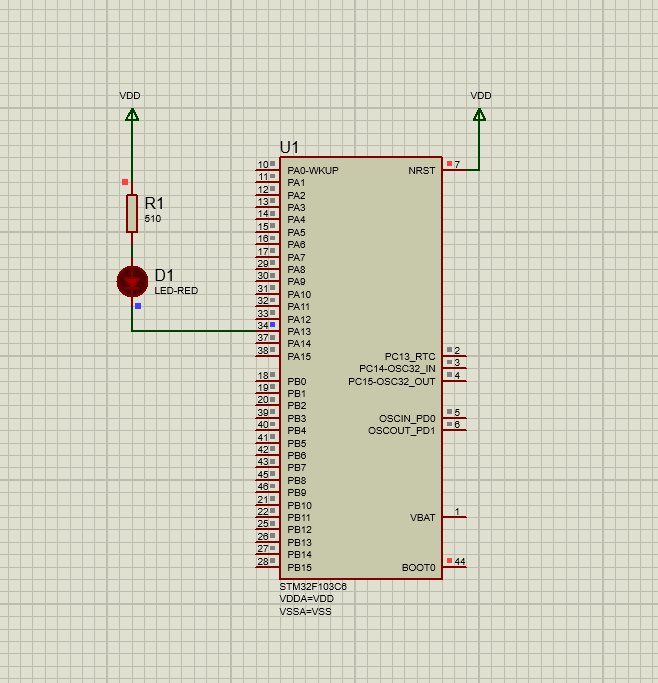 VDD
VDD
U1
R1
510
D1
LED-RED
10 PA0-WKUP
11 PA1
12 PA2
13 PA3
14 PA4
15 PA5
16 PA6
17 PA7
29 PA8
30 PA9
31 PA10
32 PA11
33 PA12
34 PA13
37 PA14
38 PA15
18 PB0
19 PB1
20 PB2
39 PB3
40 PB4
41 PB5
42 PB6
43 PB7
45 PB8
46 PB9
21 PB10
22 PB11
25 PB12
26 PB13
27 PB14
28 PB15
NRST 7
PC13_RTC 2
PC14-OSC32_IN 3
PC15-OSC32_OUT 4
OSCIN_PD0 5
OSCOUT_PD1 6
VBAT 1
BOOT0 44
STM32F103C6
VDDA=VDD
VSSA=VSS